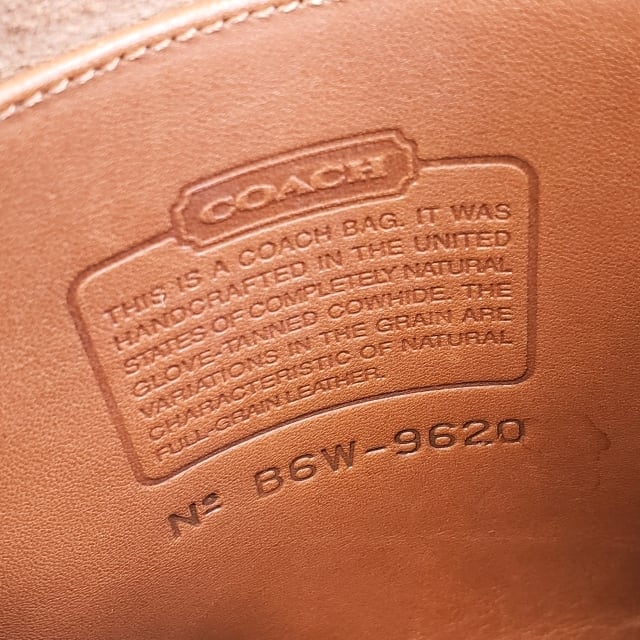 COACH
THIS IS A COACH BAG. IT WAS
HANDCRAFTED IN THE UNITED
STATES OF COMPLETELY NATURAL
GLOVE-TANNED COWHIDE. THE
VARIATIONS IN THE GRAIN ARE
CHARACTERISTIC OF NATURAL
FULL-GRAIN LEATHER.
Nº B6W-9620